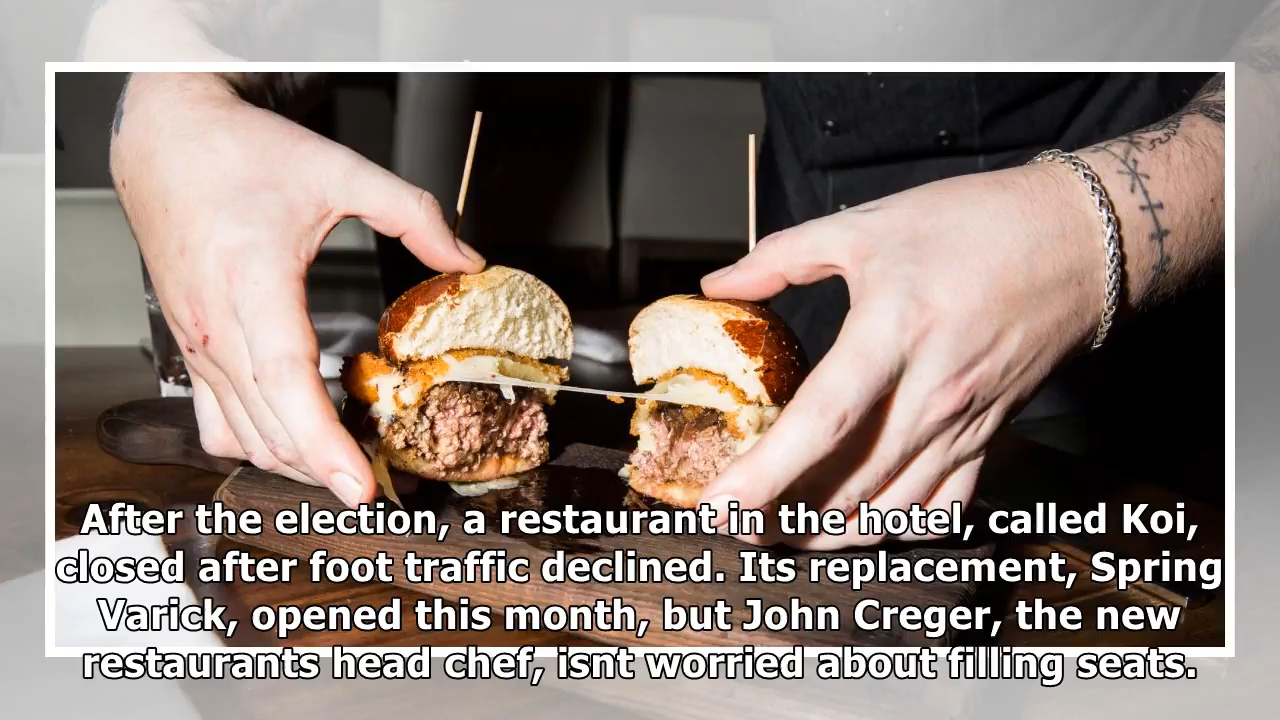 After the election, a restaurant in the hotel, called Koi,
closed after foot traffic declined. Its replacement, Spring
Varick, opened this month, but John Creger, the new
restaurants head chef, isnt worried about filling seats.